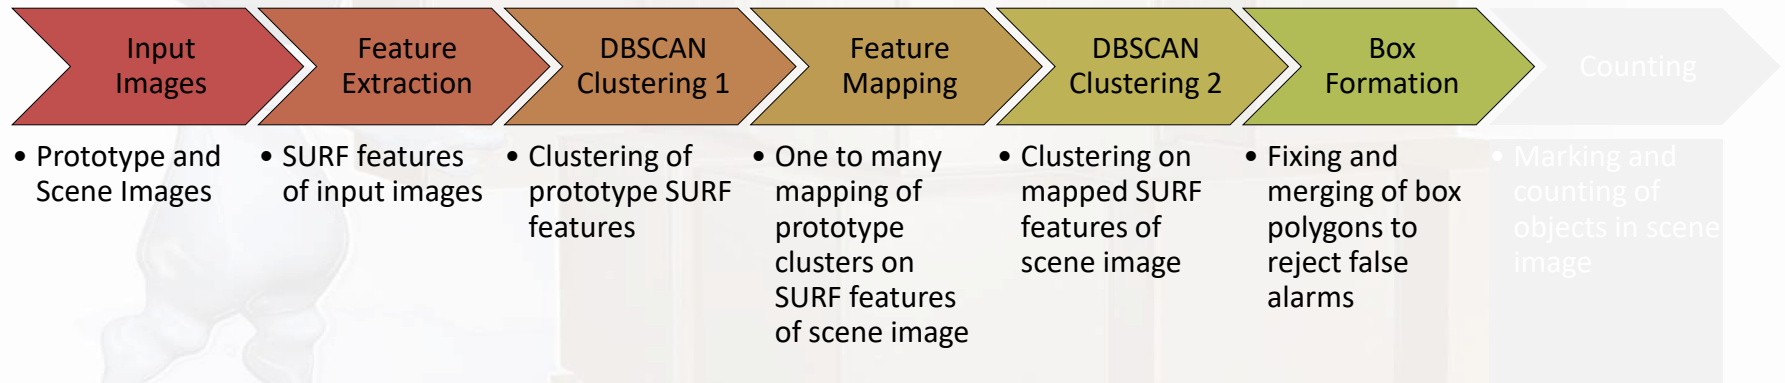 Input
Images
Feature
Extraction
DBSCAN
Clustering 1
Feature
Mapping
DBSCAN
Clustering 2
Box
Formation
Counting
• Prototype and
Scene Images
• SURF features
of input images
• Clustering of
prototype SURF
features
• One to many
mapping of
prototype
clusters on
SURF features
of scene image
• Clustering on
mapped SURF
features of
scene image
• Fixing and
merging of box
polygons to
reject false
alarms
• Marking and
counting of
objects in scene
image